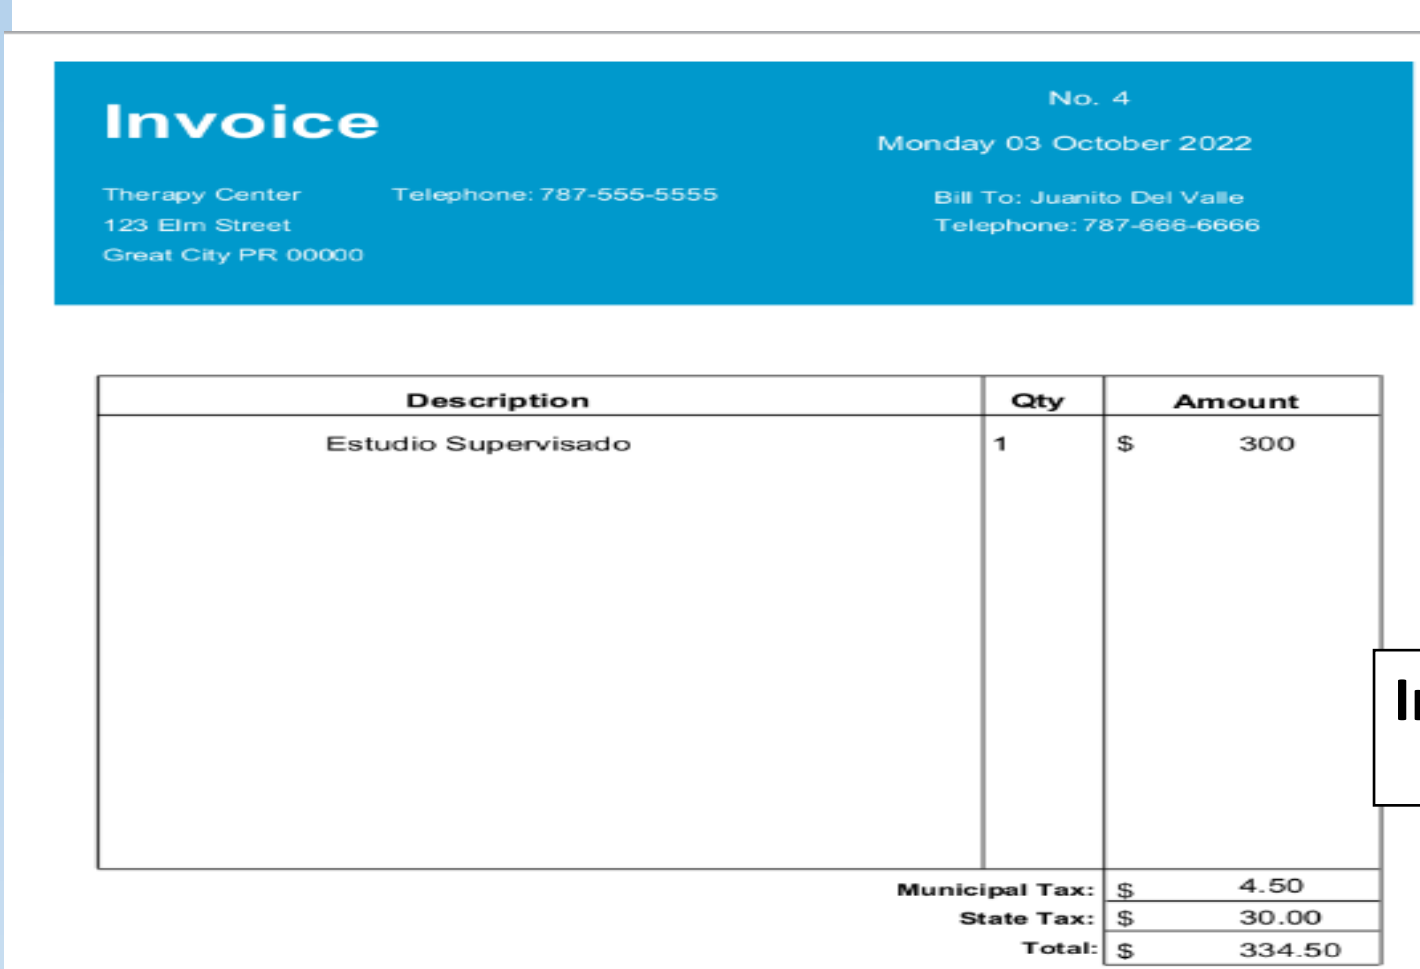 Invoice
No. 4
Monday 03 October 2022
Therapy Center Telephone: 787-555-5555
123 Elm Street
Great City PR 00000
Bill To: Juanito Del Valle
Telephone: 787-666-6666
Description Qty Amount
Estudio Supervisado 1 $ 300
Municipal Tax: $ 4.50
State Tax: $ 30.00
Total: $ 334.50